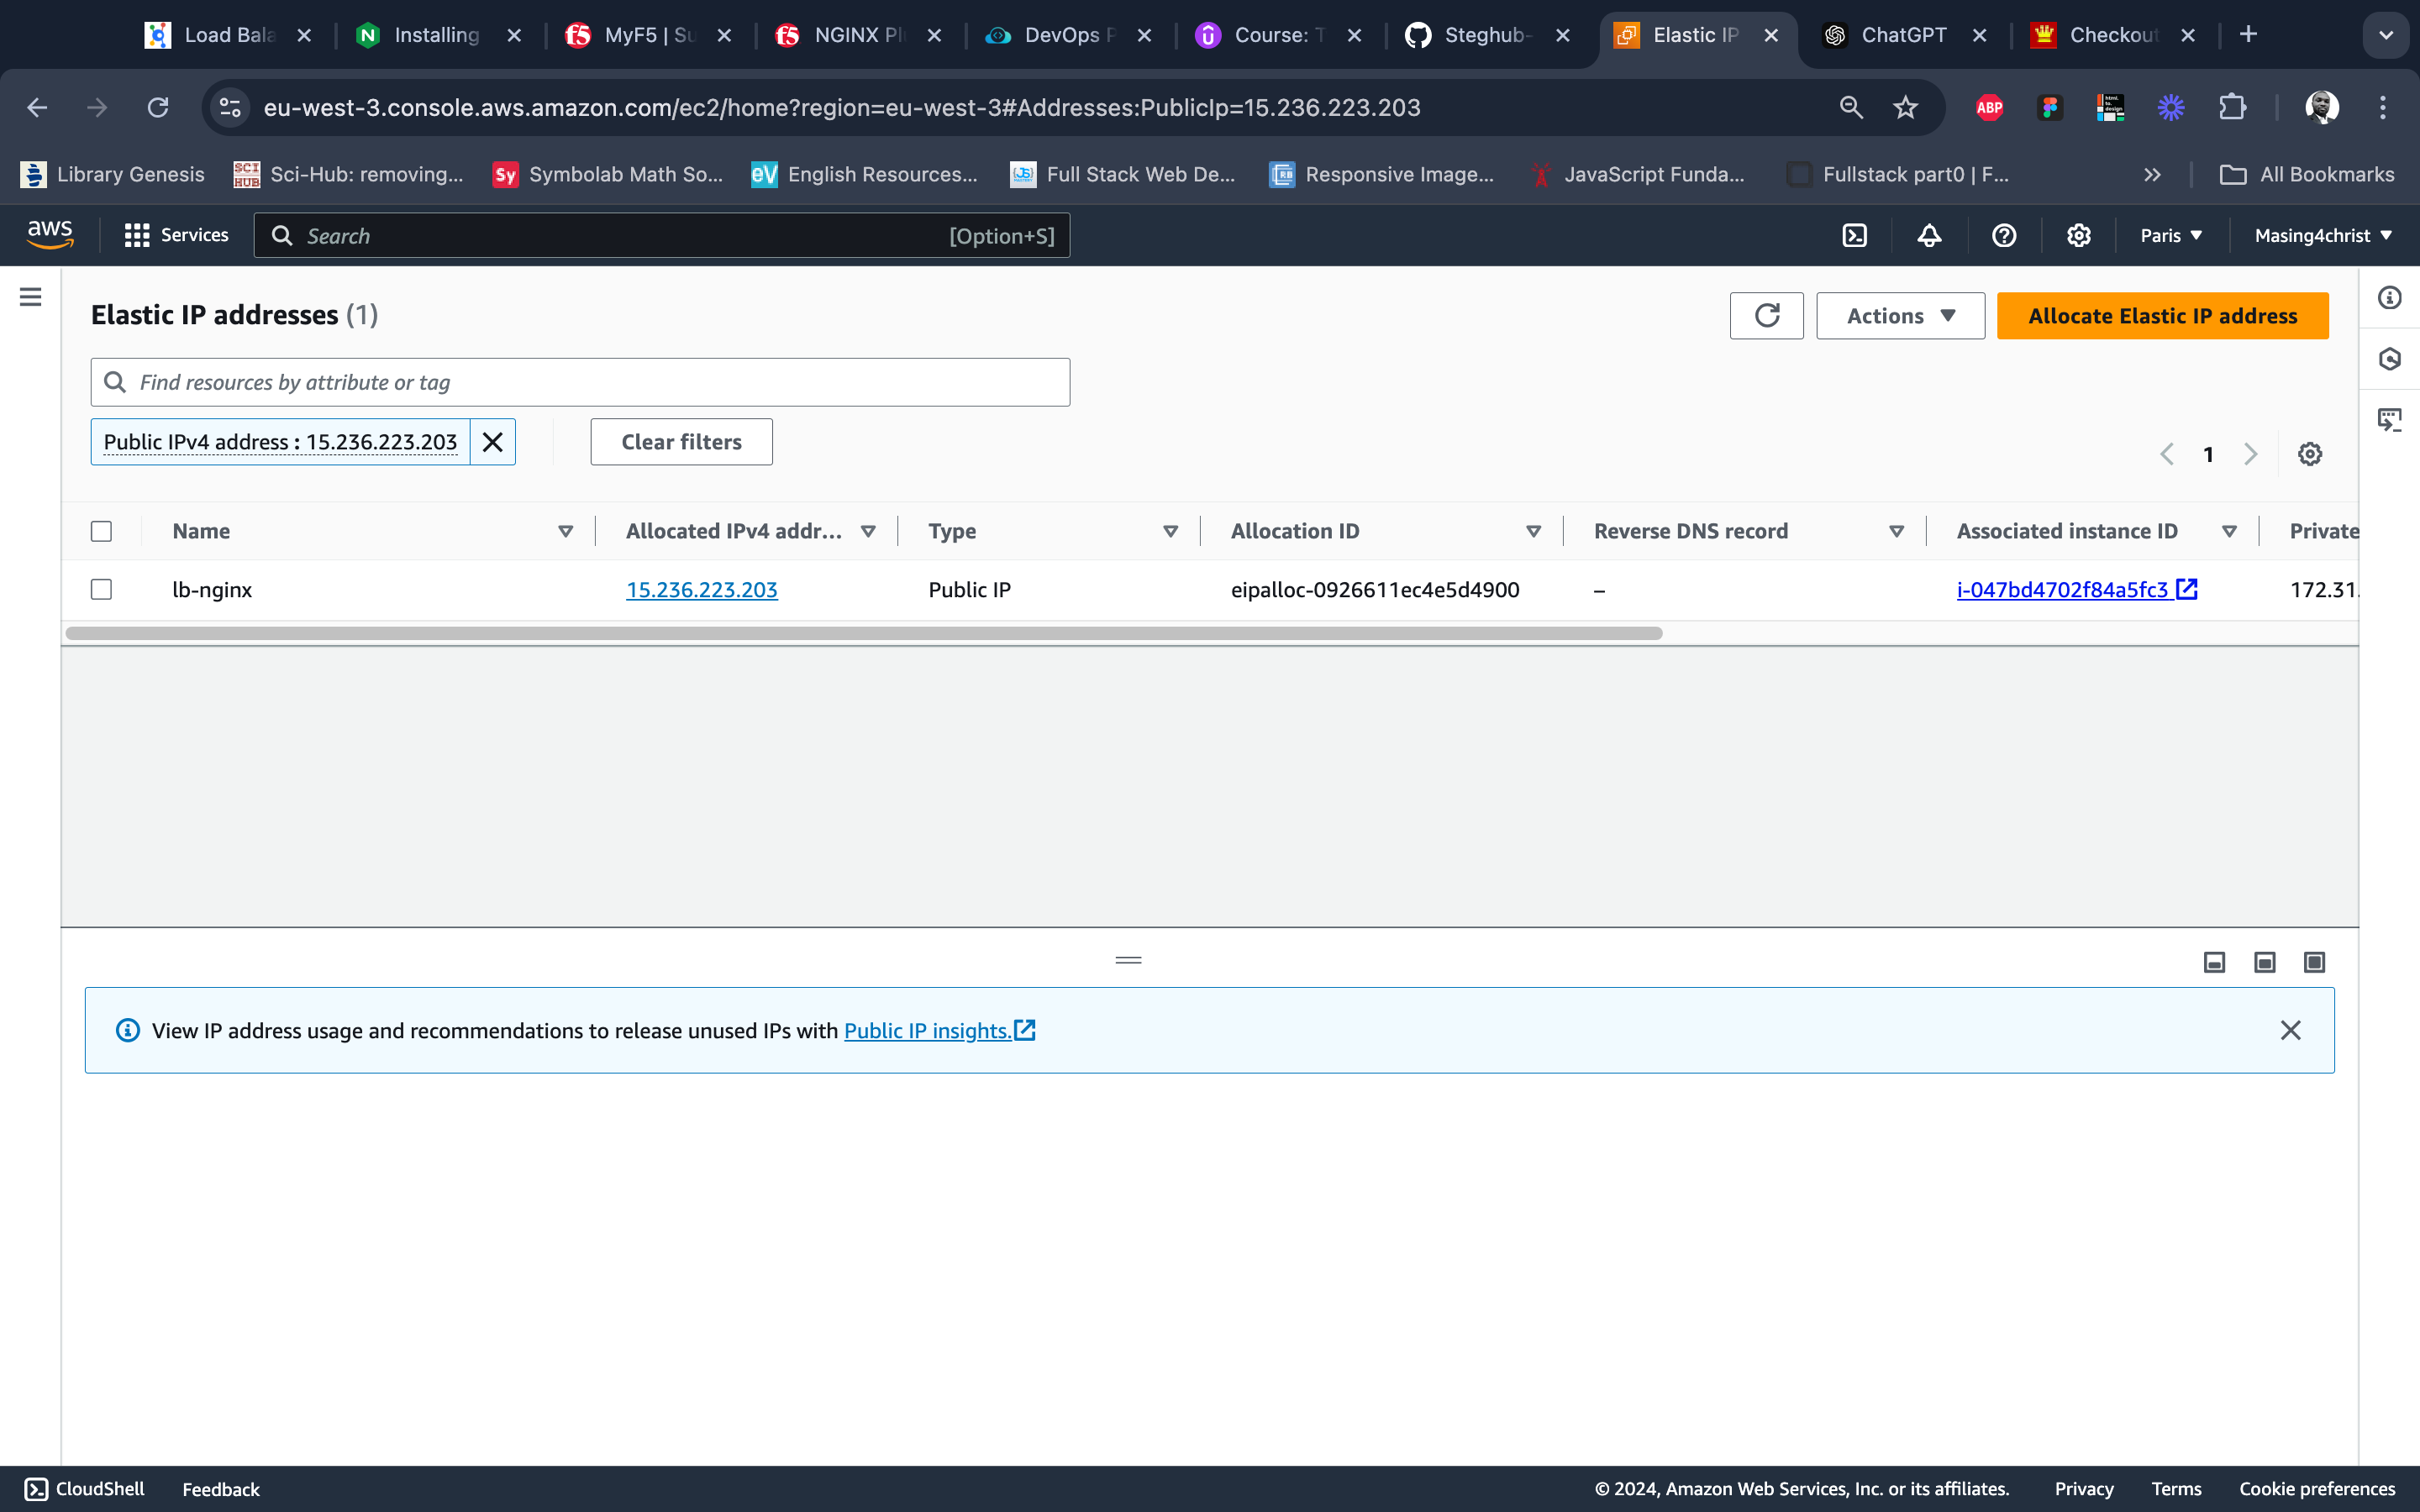 Load Bala
Installing
MyF5 | Su
NGINX Pl
DevOps P
Course: T
Steghub-
Elastic IP
ChatGPT
Checkout
eu-west-3.console.aws.amazon.com/ec2/home?region=eu-west-3#Addresses:PublicIp=15.236.223.203
ABP
Library Genesis
SCI HUB
Sci-Hub: removing...
Sy
Symbolab Math So...
eV
English Resources...
Full Stack Web De...
Responsive Image...
JavaScript Funda...
Fullstack part0 | F...
All Bookmarks
aws
Services
Search
[Option+S]
Paris
Masing4christ
Elastic IP addresses (1)
Actions
Allocate Elastic IP address
Find resources by attribute or tag
Public IPv4 address : 15.236.223.203
Clear filters
1
Name
Allocated IPv4 addr...
Type
Allocation ID
Reverse DNS record
Associated instance ID
Private
lb-nginx
15.236.223.203
Public IP
eipalloc-0926611ec4e5d4900
–
i-047bd4702f84a5fc3
172.31.
View IP address usage and recommendations to release unused IPs with Public IP insights.
CloudShell
Feedback
© 2024, Amazon Web Services, Inc. or its affiliates.
Privacy
Terms
Cookie preferences